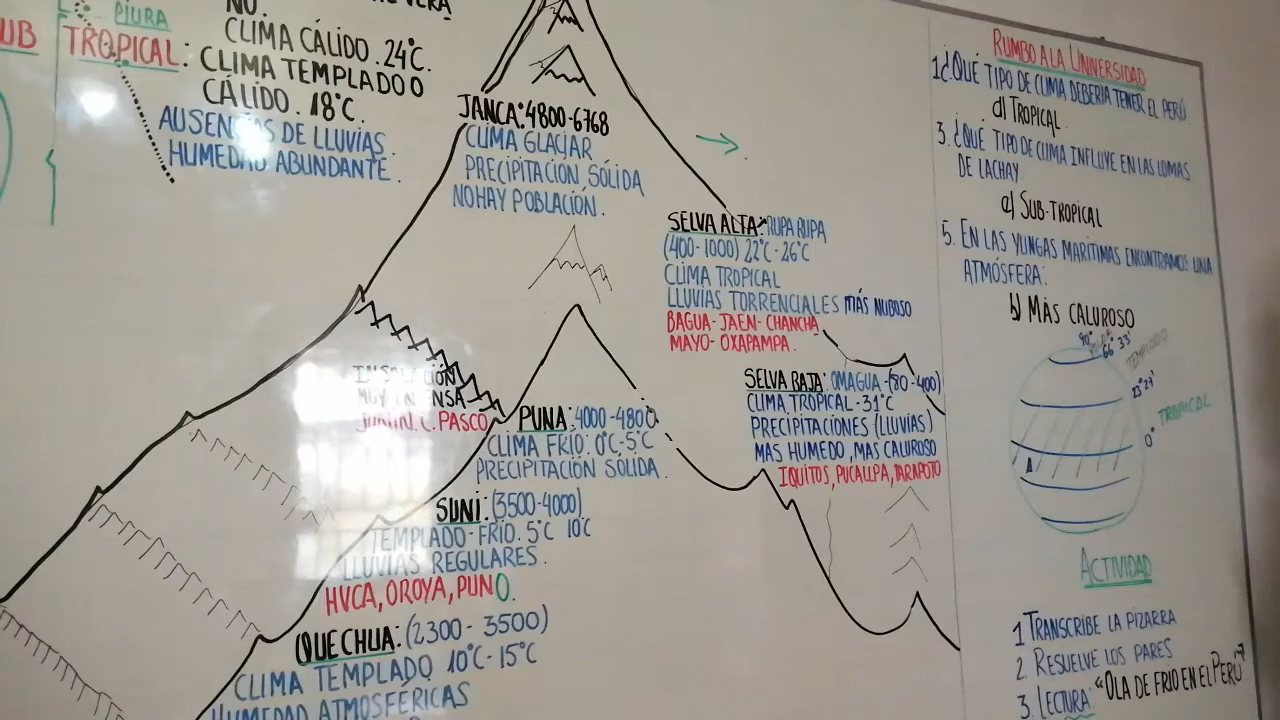 UB
PIURA
TROPICAL:
NO.
CLIMA CÁLIDO. 24°C.
CLIMA TEMPLADO O
CÁLIDO. 18°C.
AUSENCIAS DE LLUVIAS.
HUMEDAD ABUNDANTE.
JANCA: 4800-6768
CLIMA GLACIAR
PRECIPITACIÓN SÓLIDA
NO HAY POBLACIÓN.
MUY
C. PASCO
PUNA: 4000-4800
CLIMA FRIO: 0°C-5°C
PRECIPITACIÓN SÓLIDA.
SUNI: (3500-4000)
TEMPLADO-FRIO. 5°C 10°C
LLUVIAS REGULARES.
HVCA, OROYA, PUNO.
QUECHUA: (2300-3500)
CLIMA TEMPLADO 10°C-15°C
HUMEDAD ATMOSFÉRICAS
SELVA ALTA: RUPA RUPA
(400-1000) 22°C-26°C
CLIMA TROPICAL
LLUVIAS TORRENCIALES MÁS NUBOSO
BAGUA-JAEN-CHANCHA
MAYO-OXAPAMPA.
SELVA BAJA: OMAGUA-(80-400)
CLIMA TROPICAL-31°C
PRECIPITACIONES (LLUVIAS)
MAS HUMEDO, MAS CALUROSO
IQUITOS, PUCALLPA, TARAPOTO
RUMBO A LA UNIVERSIDAD
1. ¿QUÉ TIPO DE CLIMA DEBERÍA TENER EL PERÚ
d) TROPICAL
3. ¿QUÉ TIPO DE CLIMA INFLUYE EN LAS LOMAS
DE LACHAY.
a) SUB-TROPICAL
5. EN LAS YUNGAS MARÍTIMAS ENCONTRAMOS UNA
ATMÓSFERA:
b) MÁS CALUROSO
90°
66° 33'
TEMPLADO
23°27'
TROPICAL
0°
ACTIVIDAD
1 TRANSCRIBE LA PIZARRA
2. RESUELVE LOS PARES
3. LECTURA: "OLA DE FRIO EN EL PERÚ"